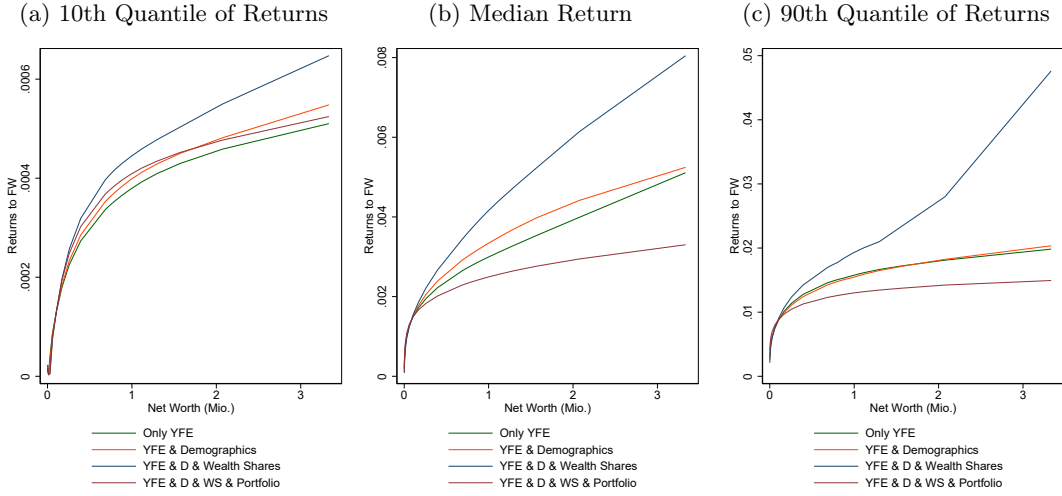 (a) 10th Quantile of Returns
Returns to FW
0 .0002 .0004 .0006
0 1 2 3
Net Worth (Mio.)
Only YFE
YFE & Demographics
YFE & D & Wealth Shares
YFE & D & WS & Portfolio
(b) Median Return
Returns to FW
0 .002 .004 .006 .008
0 1 2 3
Net Worth (Mio.)
Only YFE
YFE & Demographics
YFE & D & Wealth Shares
YFE & D & WS & Portfolio
(c) 90th Quantile of Returns
Returns to FW
0 .01 .02 .03 .04 .05
0 1 2 3
Net Worth (Mio.)
Only YFE
YFE & Demographics
YFE & D & Wealth Shares
YFE & D & WS & Portfolio